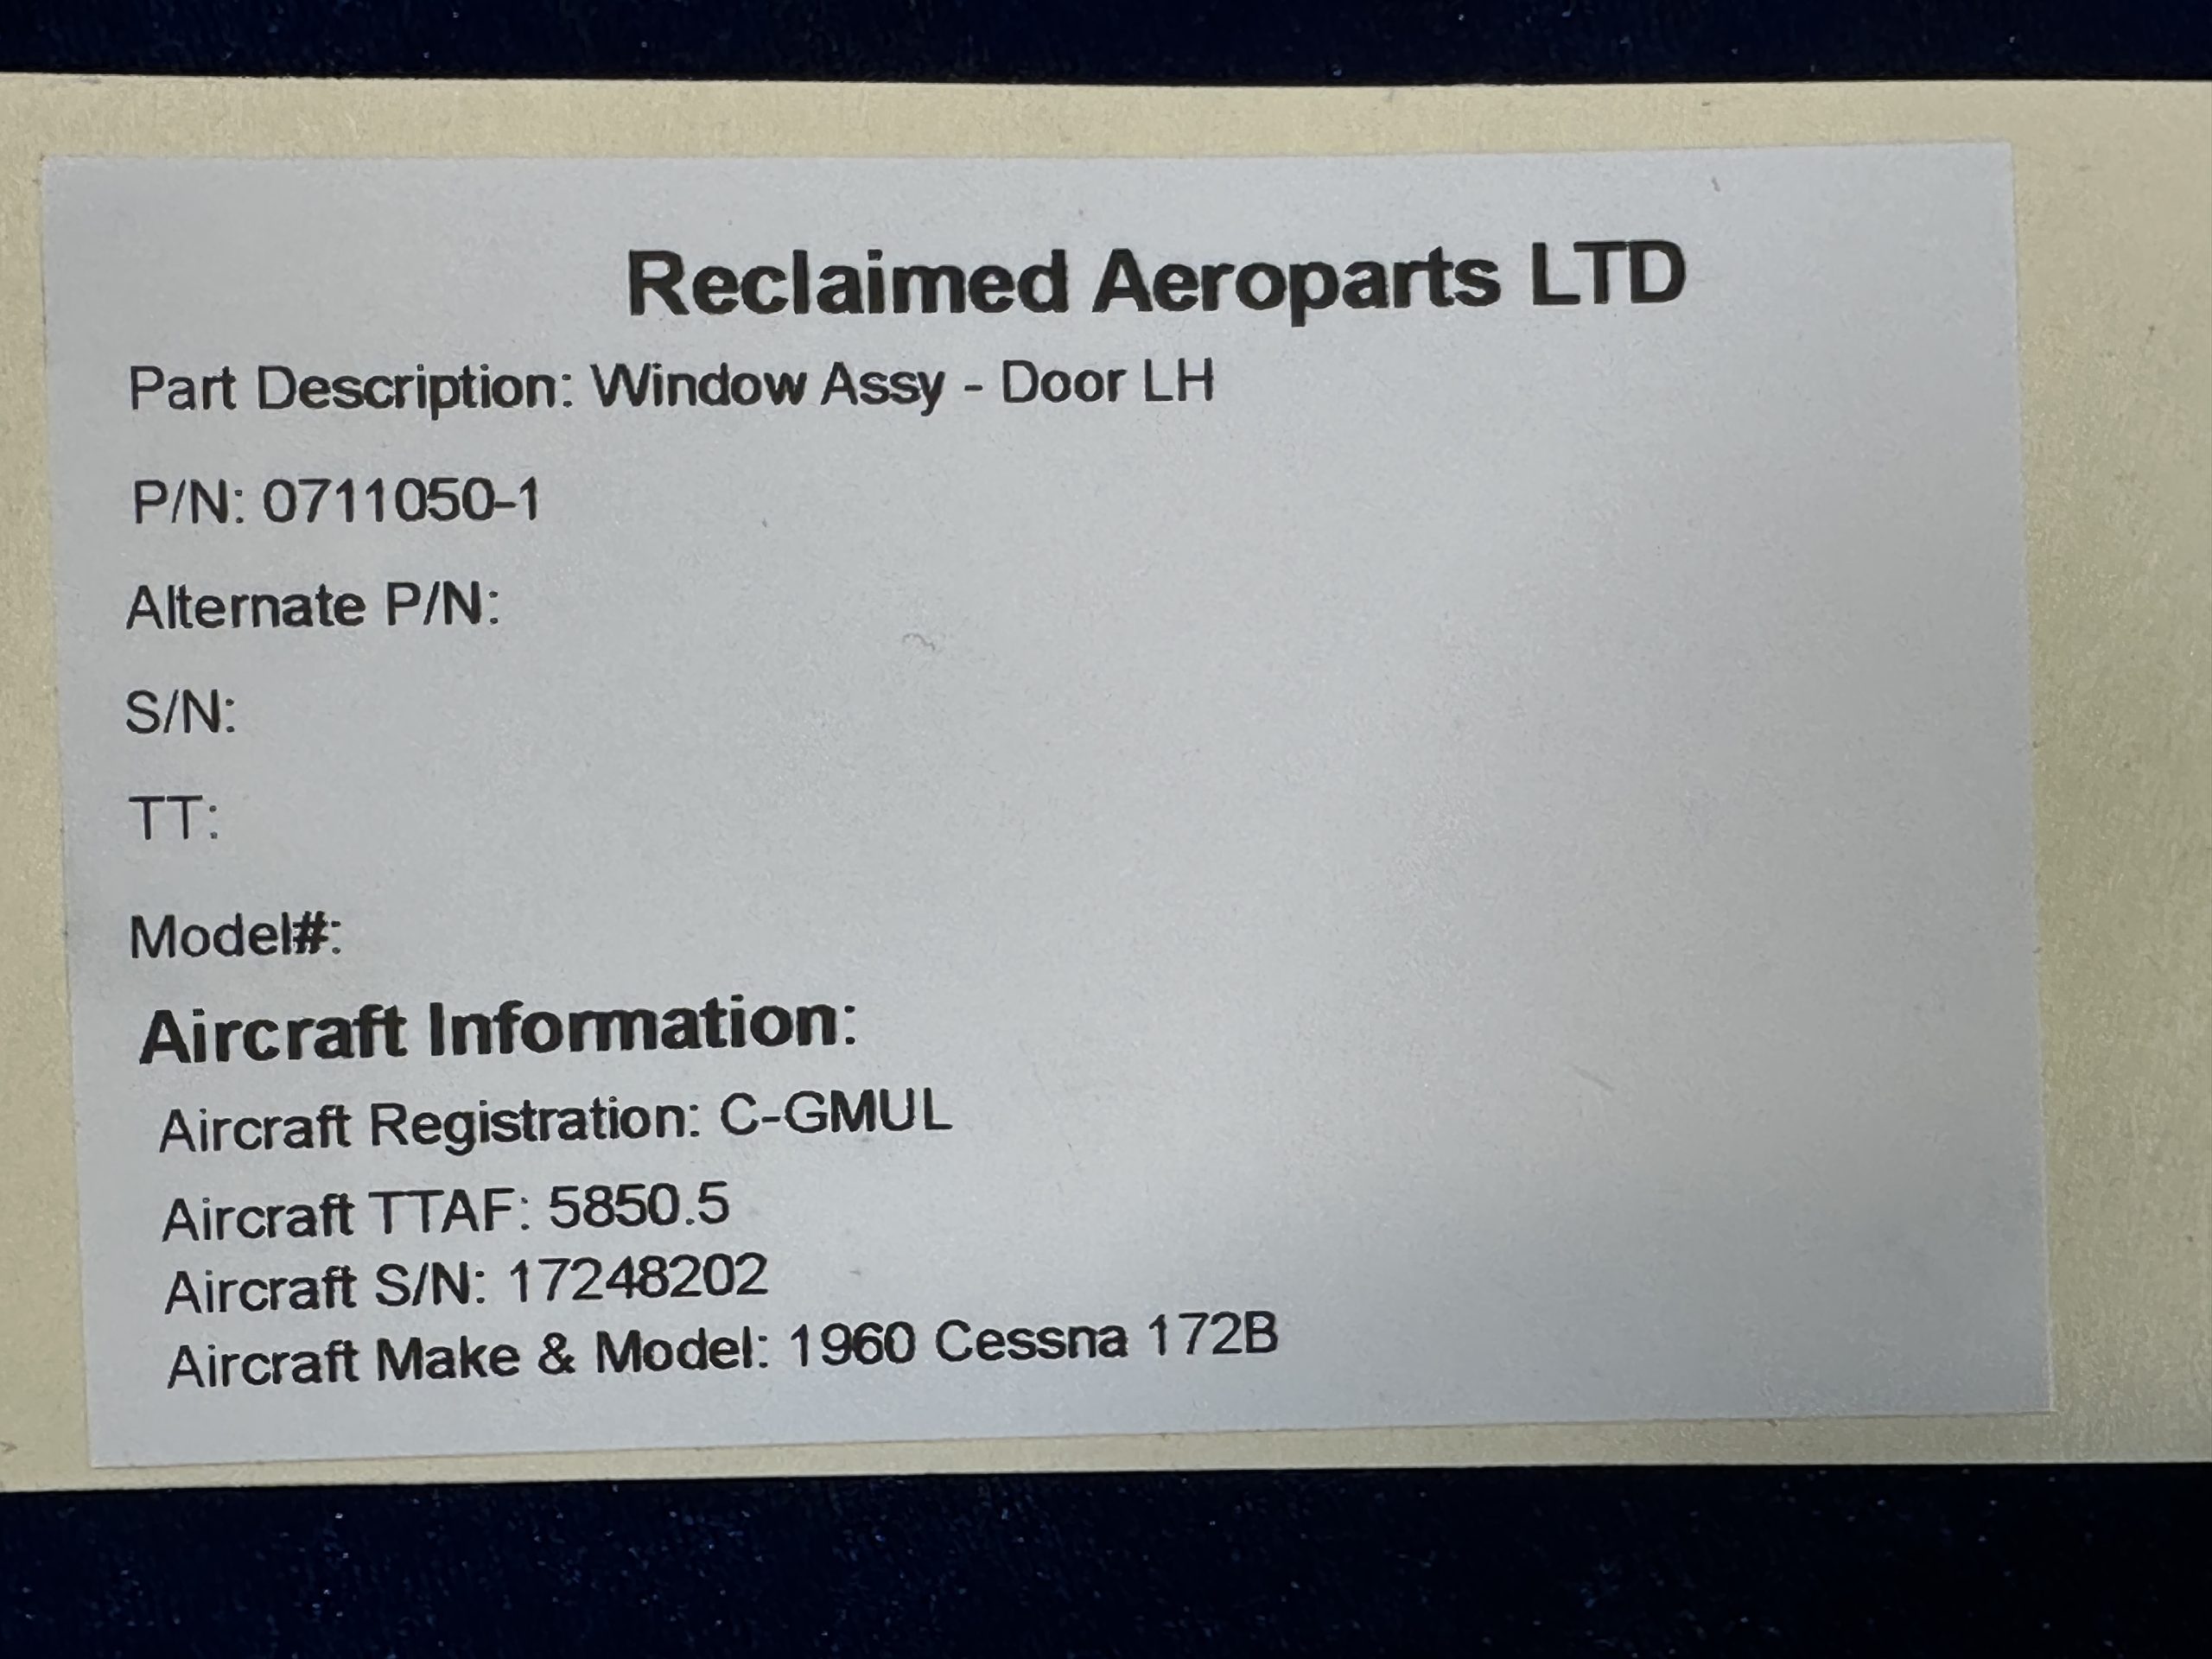 Reclaimed Aeroparts LTD
Part Description: Window Assy - Door LH
P/N: 0711050-1
Alternate P/N:
S/N:
TT:
Model#:
Aircraft Information:
Aircraft Registration: C-GMUL
Aircraft TTAF: 5850.5
Aircraft S/N: 17248202
Aircraft Make & Model: 1960 Cessna 172B